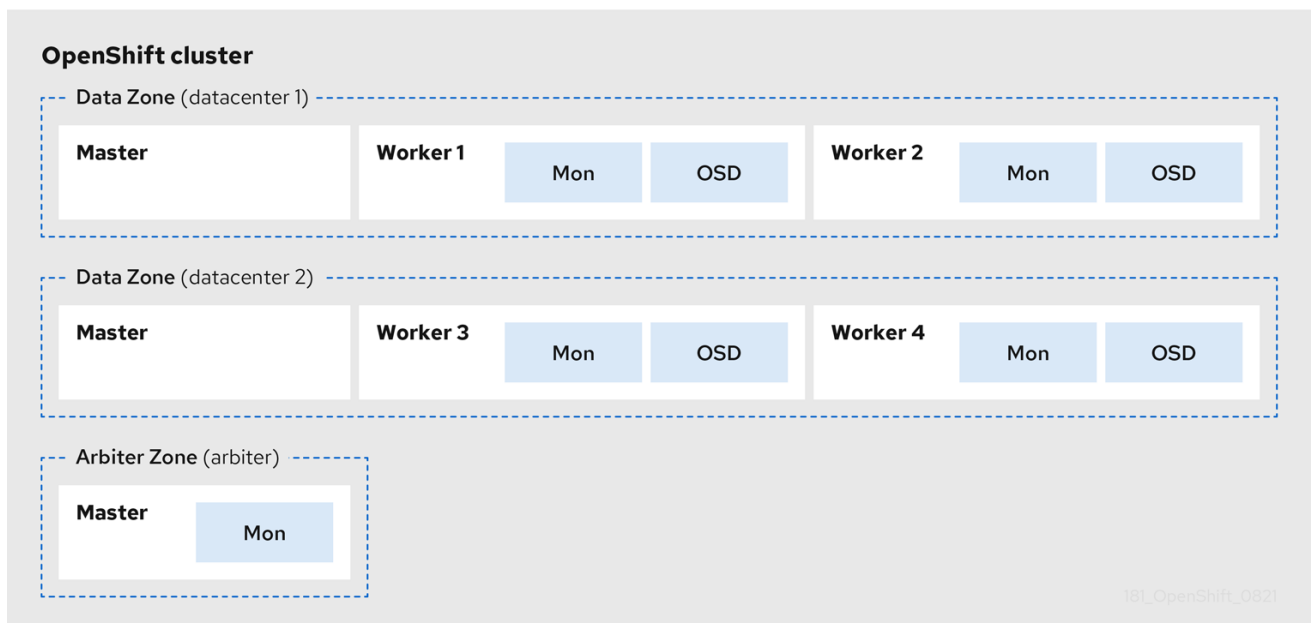 OpenShift cluster
Data Zone (datacenter 1)
Master
Worker 1
Mon
OSD
Worker 2
Mon
OSD
Data Zone (datacenter 2)
Master
Worker 3
Mon
OSD
Worker 4
Mon
OSD
Arbiter Zone (arbiter)
Master
Mon
181_OpenShift_0821